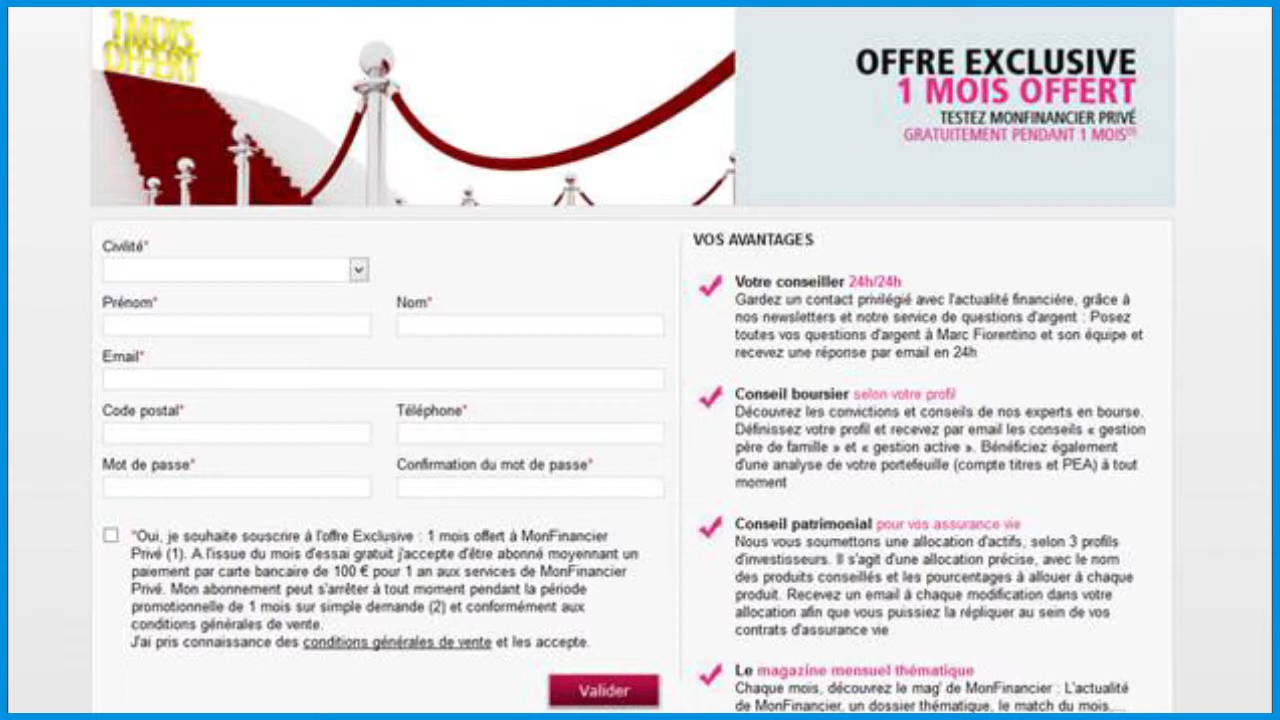 1 MOIS
OFFERT
OFFRE EXCLUSIVE
1 MOIS OFFERT
TESTEZ MONFINANCIER PRIVÉ
GRATUITEMENT PENDANT 1 MOIS(1)
Civilité*
Prénom*
Nom*
Email*
Code postal*
Téléphone*
Mot de passe*
Confirmation du mot de passe*
*Oui, je souhaite souscrire à l'offre Exclusive : 1 mois offert à MonFinancier
Privé (1). A l'issue du mois d'essai gratuit j'accepte d'être abonné moyennant un
paiement par carte bancaire de 100 € pour 1 an aux services de MonFinancier
Privé. Mon abonnement peut s'arrêter à tout moment pendant la période
promotionnelle de 1 mois sur simple demande (2) et conformément aux
conditions générales de vente.
J'ai pris connaissance des conditions générales de vente et les accepte.
Valider
VOS AVANTAGES
Votre conseiller 24h/24h
Gardez un contact privilégié avec l'actualité financière, grâce à
nos newsletters et notre service de questions d'argent : Posez
toutes vos questions d'argent à Marc Fiorentino et son équipe et
recevez une réponse par email en 24h
Conseil boursier selon votre profil
Découvrez les convictions et conseils de nos experts en bourse.
Définissez votre profil et recevez par email les conseils « gestion
père de famille » et « gestion active ». Bénéficiez également
d'une analyse de votre portefeuille (compte titres et PEA) à tout
moment
Conseil patrimonial pour vos assurance vie
Nous vous soumettons une allocation d'actifs, selon 3 profils
d'investisseurs. Il s'agit d'une allocation précise, avec le nom
des produits conseillés et les pourcentages à allouer à chaque
produit. Recevez un email à chaque modification dans votre
allocation afin que vous puissiez la répliquer au sein de vos
contrats d'assurance vie
Le magazine mensuel thématique
Chaque mois, découvrez le mag' de MonFinancier : L'actualité
de MonFinancier, un dossier thématique, le match du mois,...